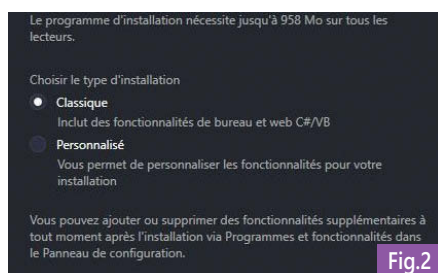 Le programme d'installation nécessite jusqu'à 958 Mo sur tous les
lecteurs.
Choisir le type d'installation
Classique
Inclut des fonctionnalités de bureau et web C#/VB
Personnalisé
Vous permet de personnaliser les fonctionnalités pour votre
installation
Vous pouvez ajouter ou supprimer des fonctionnalités supplémentaires à
tout moment après l'installation via Programmes et fonctionnalités dans
le Panneau de configuration.
Fig.2